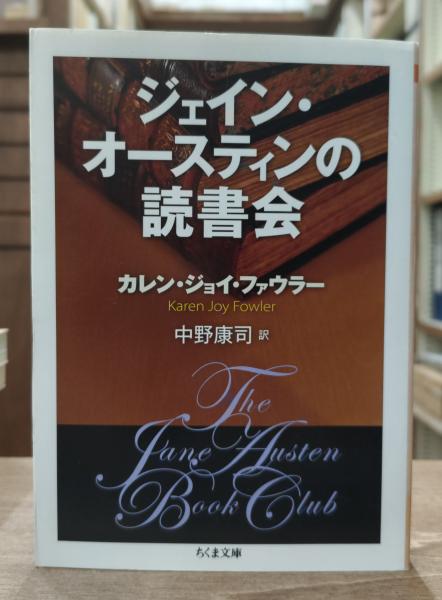 ジェイン・
オースティンの
読書会
カレン・ジョイ・ファウラー
Karen Joy Fowler
中野康司 訳
The
Jane Austen
Book Club
ちくま文庫